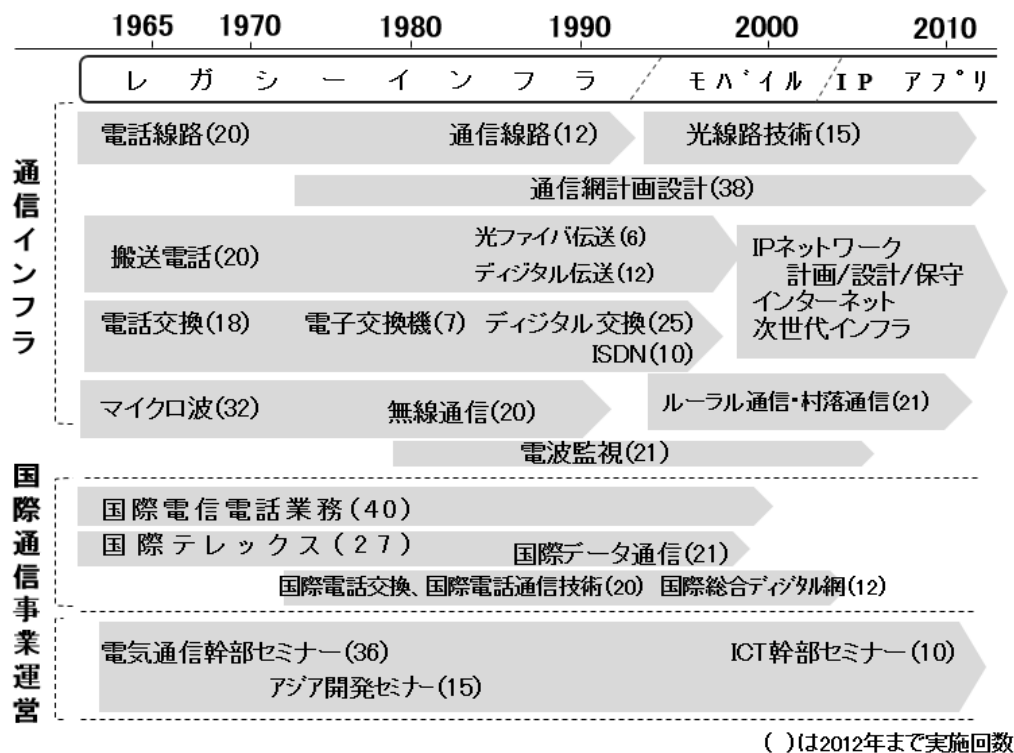 1965 1970 1980 1990 2000 2010
レガシーインフラ モバイル IP アプリ
通信インフラ
電話線路(20) 通信線路(12) 光線路技術(15)
通信網計画設計(38)
搬送電話(20) 光ファイバ伝送(6)
ディジタル伝送(12)
IPネットワーク
計画/設計/保守
インターネット
次世代インフラ
電話交換(18) 電子交換機(7) ディジタル交換(25)
ISDN(10)
マイクロ波(32) 無線通信(20) ルーラル通信・村落通信(21)
電波監視(21)
国際通信事業運営
国際電信電話業務(40)
国際テレックス(27) 国際データ通信(21)
国際電話交換、国際電話通信技術(20) 国際総合ディジタル網(12)
電気通信幹部セミナー(36) ICT幹部セミナー(10)
アジア開発セミナー(15)
( )は2012年まで実施回数